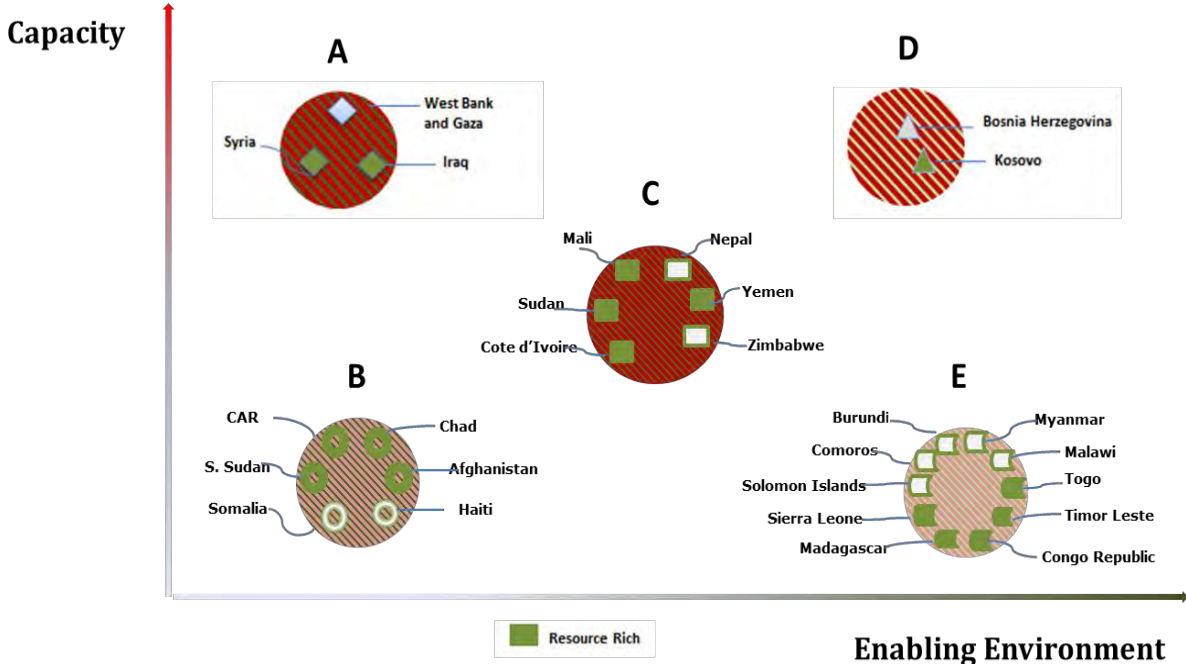 Capacity
A
D
West Bank
and Gaza
Syria
Iraq
Bosnia Herzegovina
Kosovo
C
Mali
Nepal
Sudan
Yemen
Cote d'Ivoire
Zimbabwe
B
E
CAR
Chad
S. Sudan
Afghanistan
Somalia
Haiti
Burundi
Myanmar
Comoros
Malawi
Solomon Islands
Togo
Sierra Leone
Timor Leste
Madagascar
Congo Republic
Resource Rich
Enabling Environment